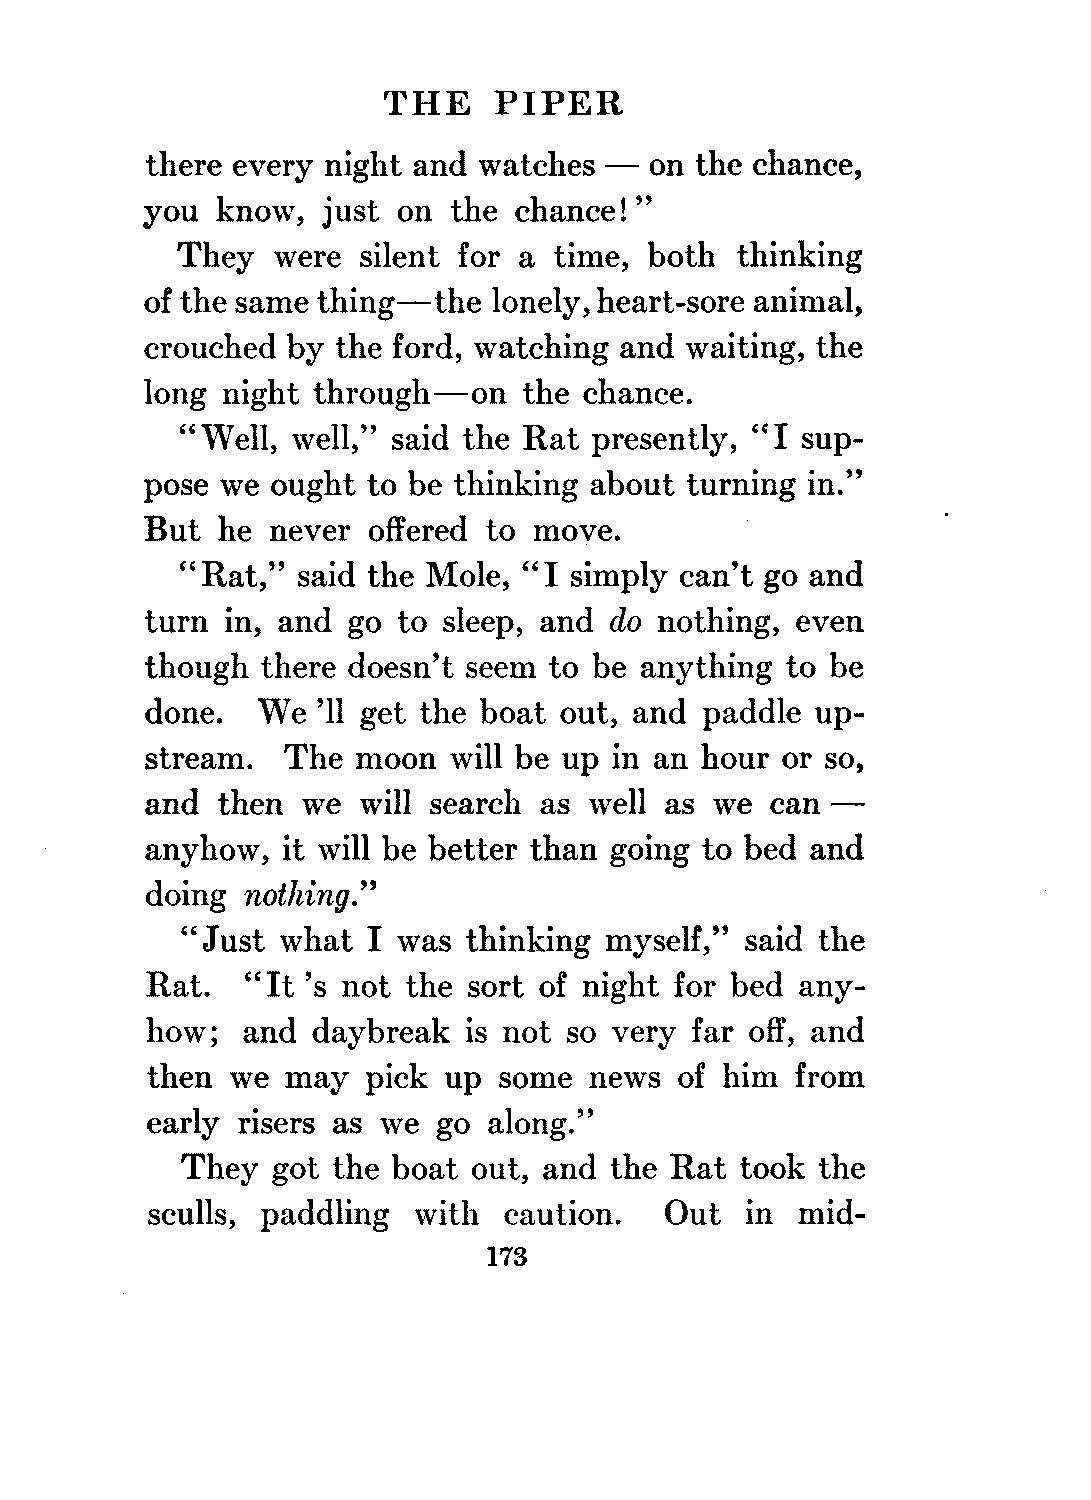 THE PIPER
there every night and watches — on the chance,
you know, just on the chance!"
They were silent for a time, both thinking
of the same thing—the lonely, heart-sore animal,
crouched by the ford, watching and waiting, the
long night through—on the chance.
"Well, well," said the Rat presently, "I sup-
pose we ought to be thinking about turning in."
But he never offered to move.
"Rat," said the Mole, "I simply can't go and
turn in, and go to sleep, and do nothing, even
though there doesn't seem to be anything to be
done. We 'll get the boat out, and paddle up-
stream. The moon will be up in an hour or so,
and then we will search as well as we can —
anyhow, it will be better than going to bed and
doing nothing."
"Just what I was thinking myself," said the
Rat. "It 's not the sort of night for bed any-
how; and daybreak is not so very far off, and
then we may pick up some news of him from
early risers as we go along."
They got the boat out, and the Rat took the
sculls, paddling with caution. Out in mid-
173